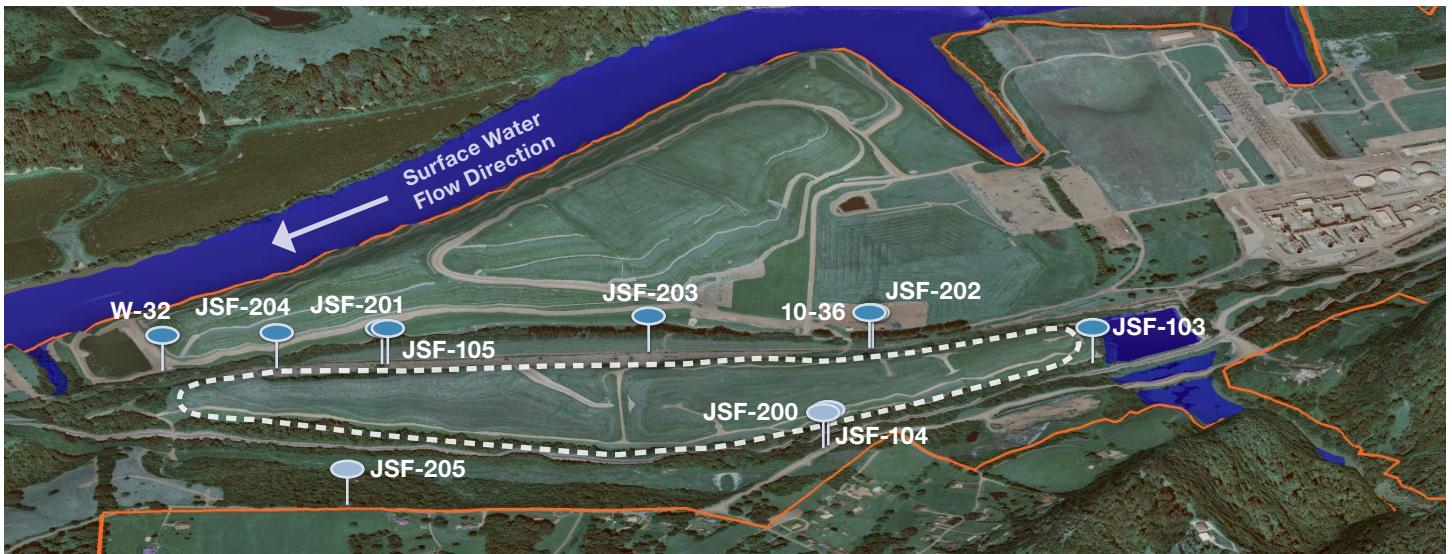 Surface Water
Flow Direction
W-32
JSF-204
JSF-201
JSF-105
JSF-203
10-36
JSF-202
JSF-103
JSF-200
JSF-104
JSF-205